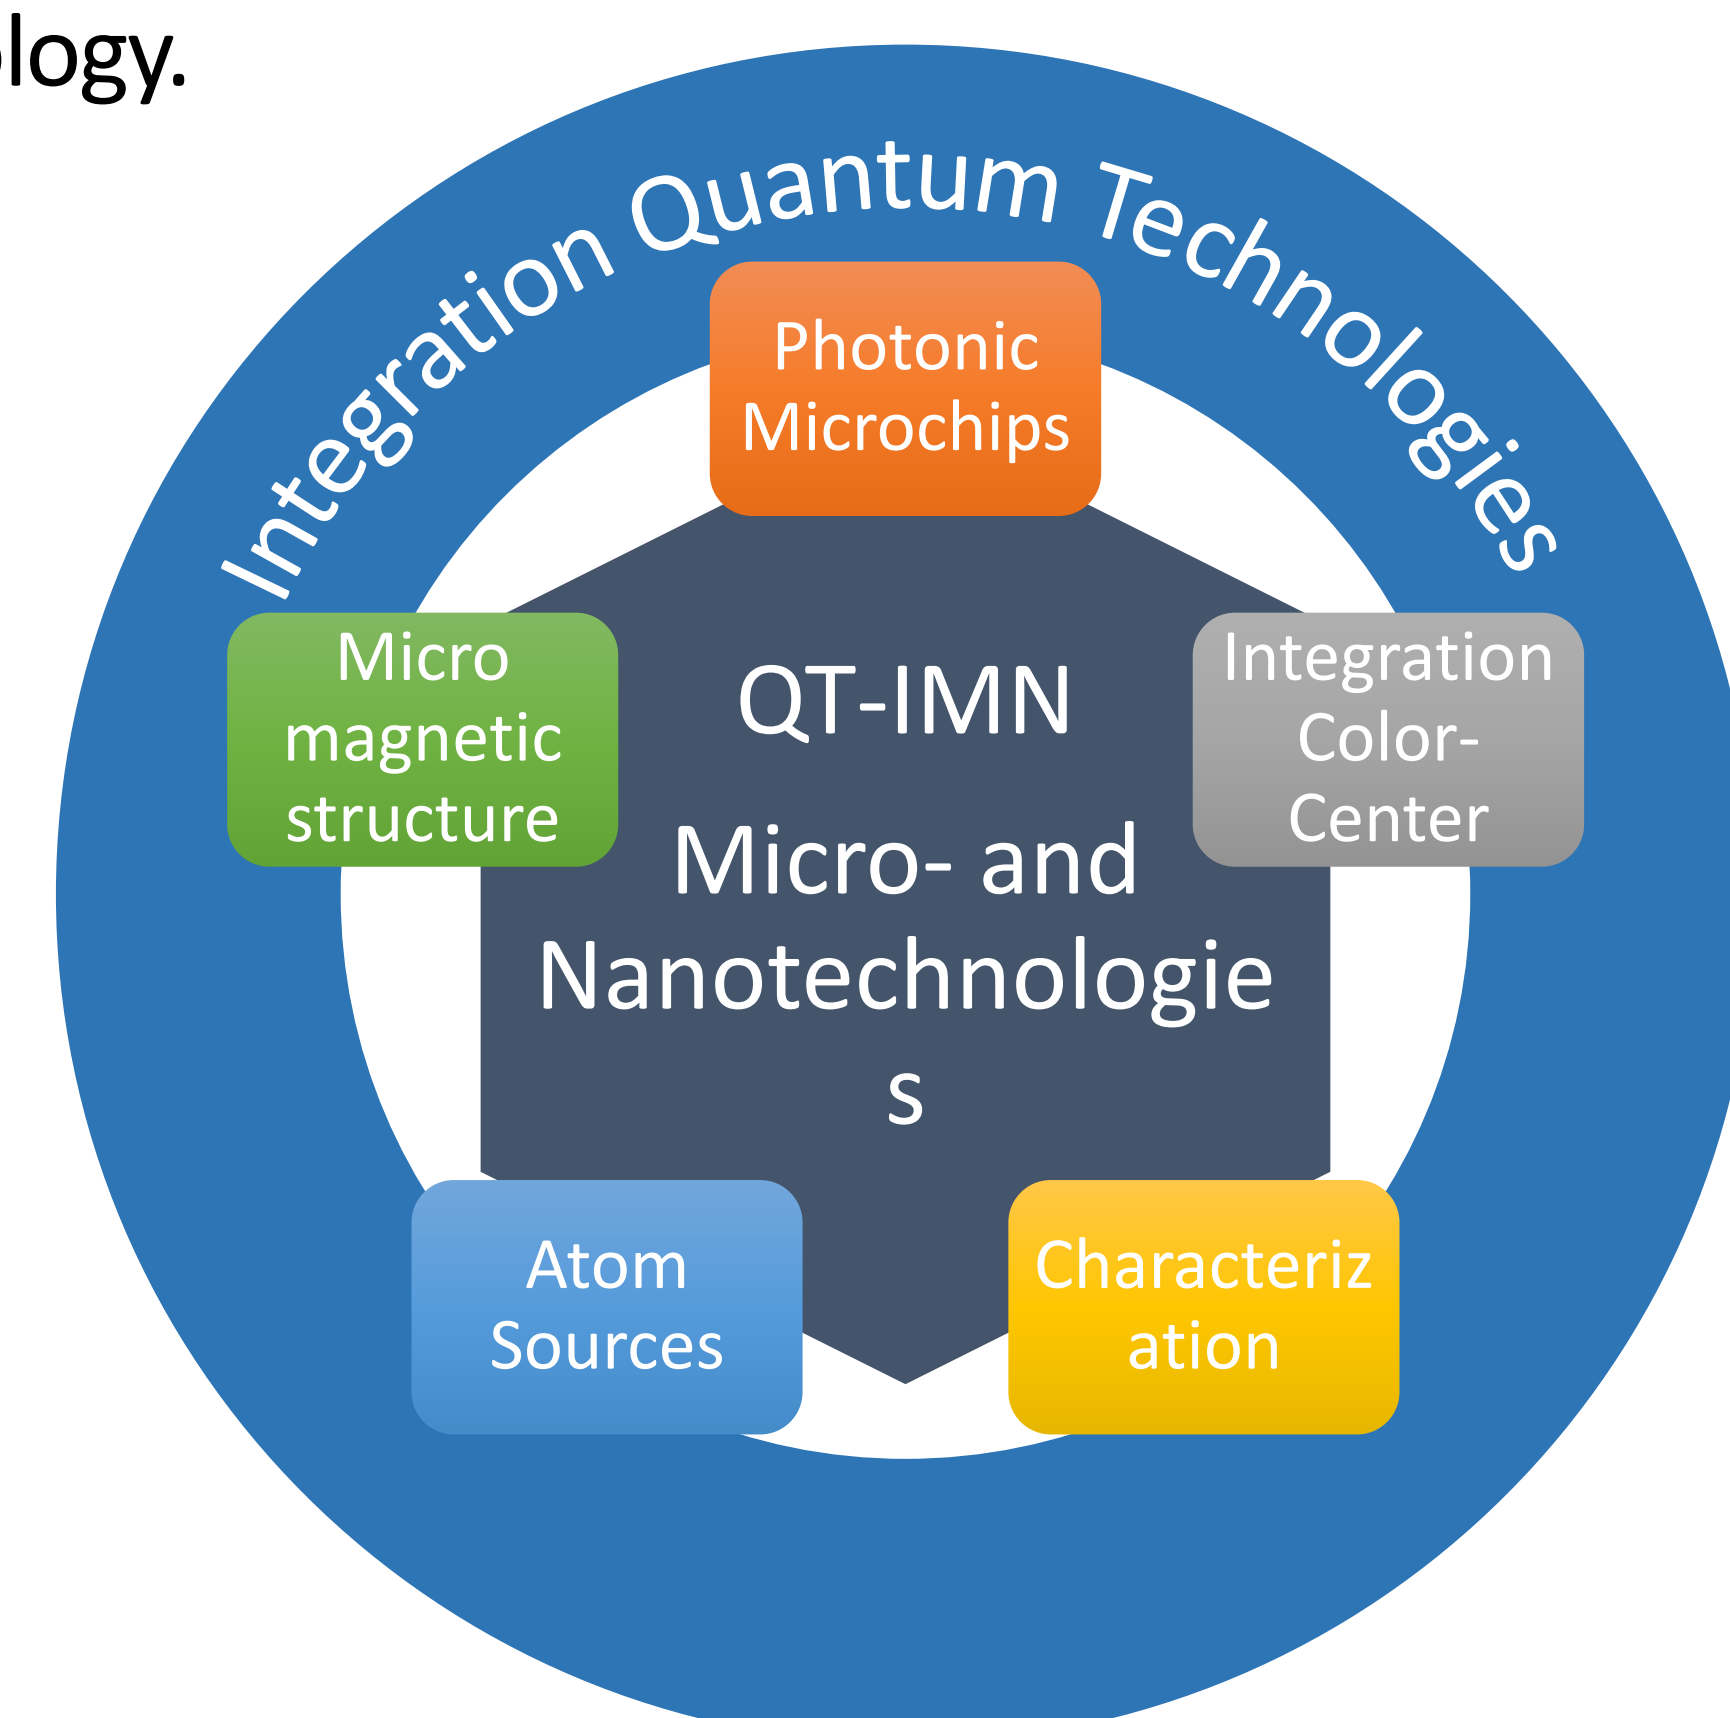 ology.
Integration Quantum Technologies
Photonic
Microchips
Micro
magnetic
structure
QT-IMN
Micro- and
Nanotechnologie
s
Integration
Color-
Center
Atom
Sources
Characteriz
ation